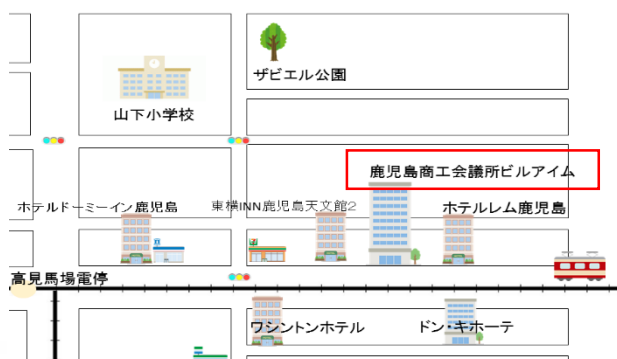 ザビエル公園
山下小学校
鹿児島商工会議所ビルアイム
ホテルドーミーイン鹿児島
東横INN鹿児島天文館2
ホテルレム鹿児島
高見馬場電停
ワシントンホテル
ドン・キホーテ